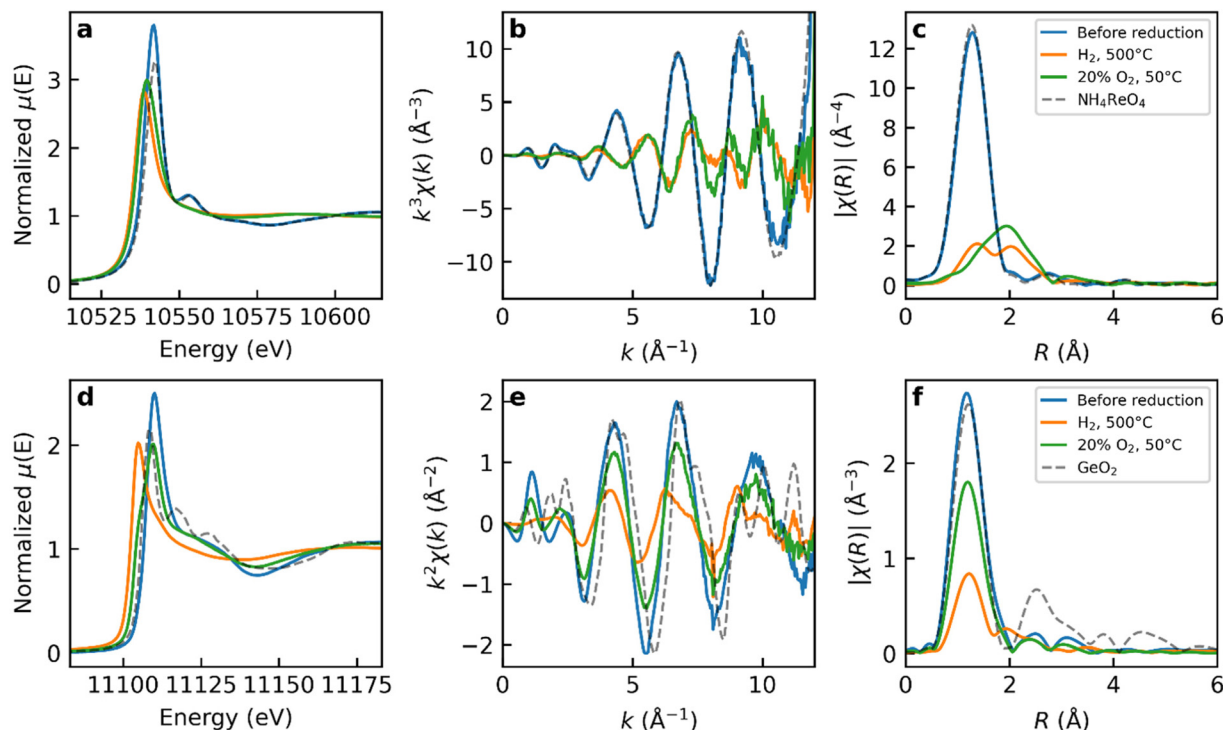 a
Normalized μ(E)
3
2
1
0
10525 10550 10575 10600
Energy (eV)
b
k³χ(k) (Å⁻³)
10
5
0
−5
−10
0 5 10
k (Å⁻¹)
c
|χ(R)| (Å⁻⁴)
12
10
8
6
4
2
0
0 2 4 6
R (Å)
Before reduction
H₂, 500°C
20% O₂, 50°C
NH₄ReO₄
d
Normalized μ(E)
2
1
0
11100 11125 11150 11175
Energy (eV)
e
k²χ(k) (Å⁻²)
2
1
0
−1
−2
0 5 10
k (Å⁻¹)
f
|χ(R)| (Å⁻³)
2
1
0
0 2 4 6
R (Å)
Before reduction
H₂, 500°C
20% O₂, 50°C
GeO₂